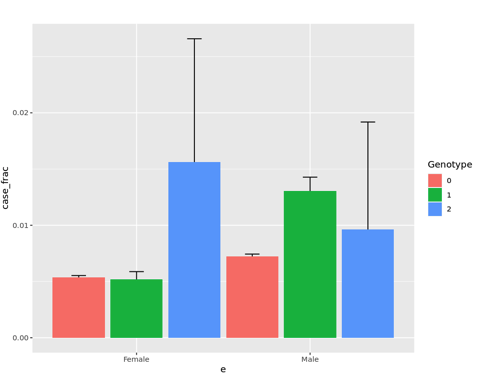 0.02
0.01
0.00
case_frac
Female
Male
e
Genotype
0
1
2